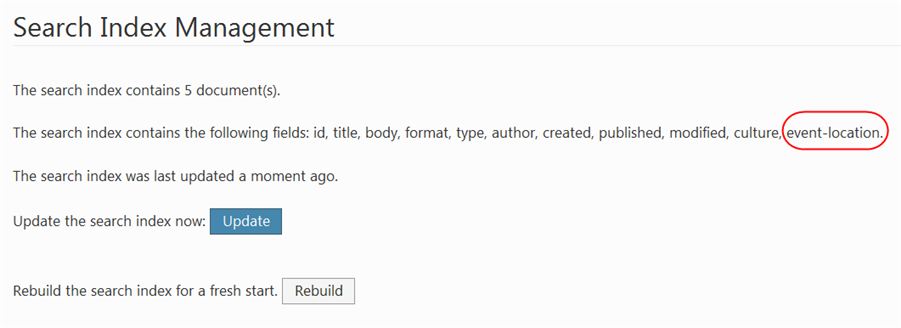 Search Index Management
The search index contains 5 document(s).
The search index contains the following fields: id, title, body, format, type, author, created, published, modified, culture, event-location.
The search index was last updated a moment ago.
Update the search index now: Update
Rebuild the search index for a fresh start. Rebuild